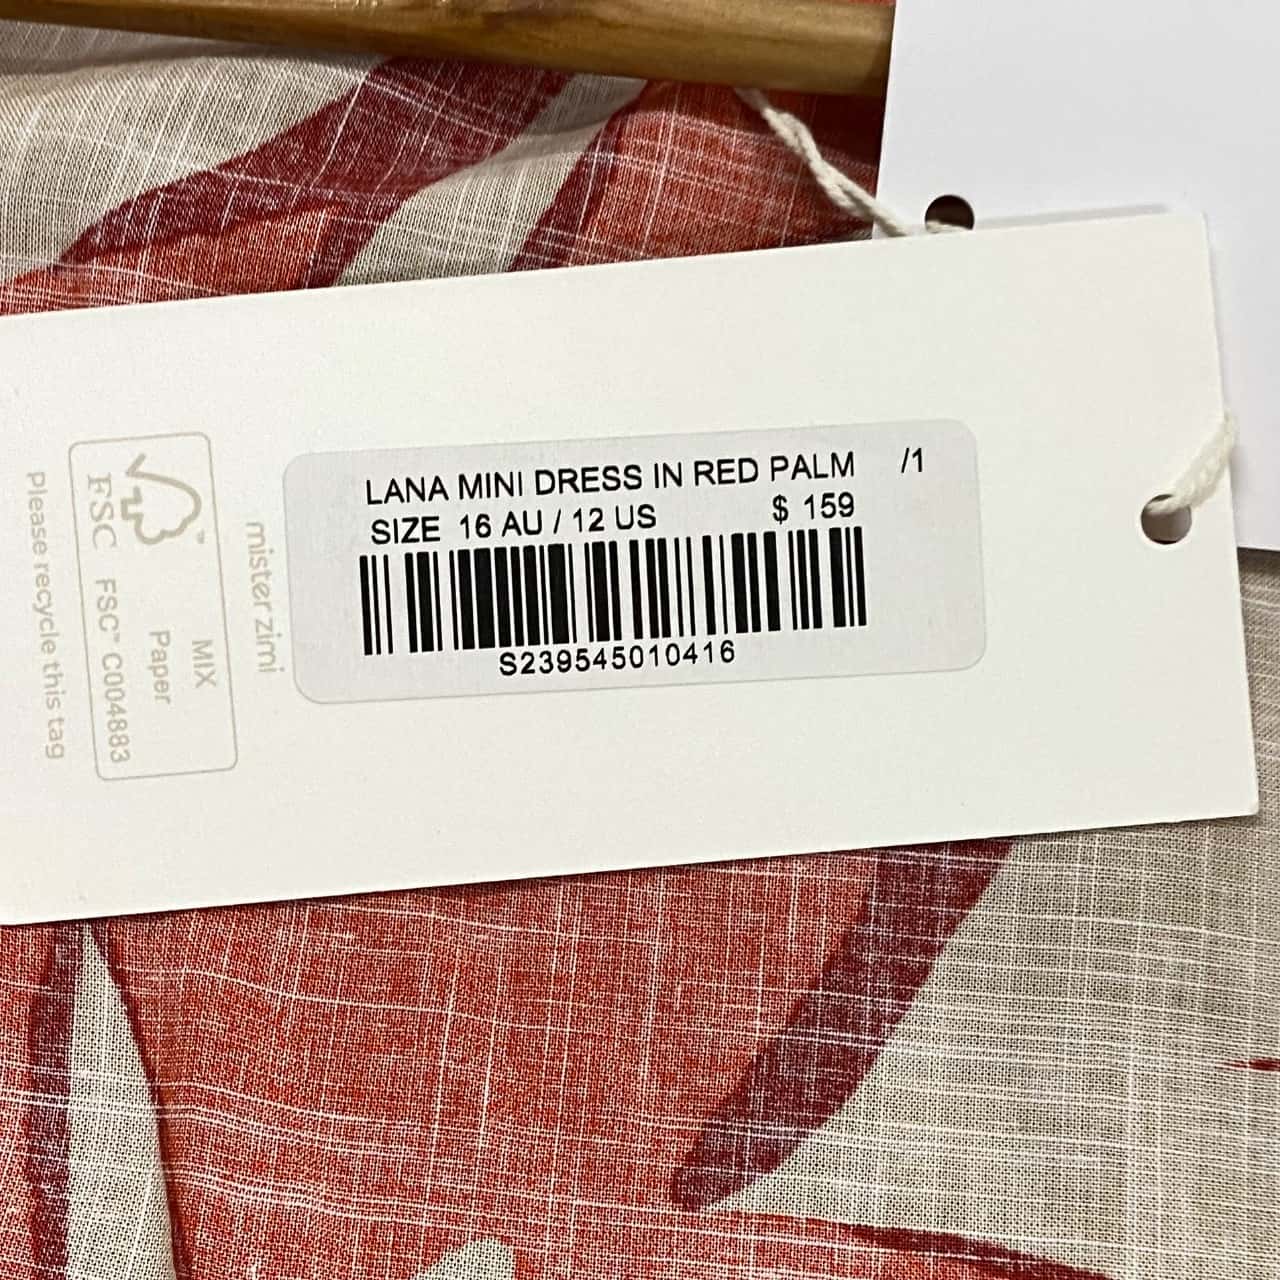 LANA MINI DRESS IN RED PALM /1
SIZE 16 AU / 12 US $ 159
S239545010416
mister zimi
FSC™
MIX
Paper
FSC™ C004883
Please recycle this tag